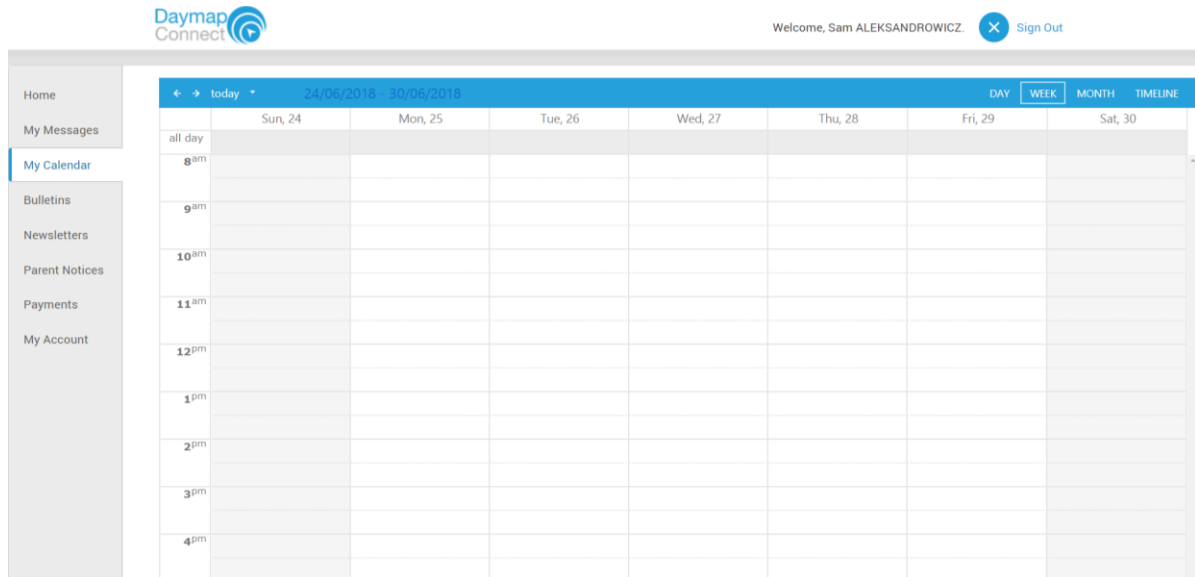 Daymap
Connect
Welcome, Sam ALEKSANDROWICZ. Sign Out
Home
My Messages
My Calendar
Bulletins
Newsletters
Parent Notices
Payments
My Account
today 24/06/2018 - 30/06/2018 DAY WEEK MONTH TIMELINE
Sun, 24 Mon, 25 Tue, 26 Wed, 27 Thu, 28 Fri, 29 Sat, 30
all day
8am
9am
10am
11am
12pm
1pm
2pm
3pm
4pm